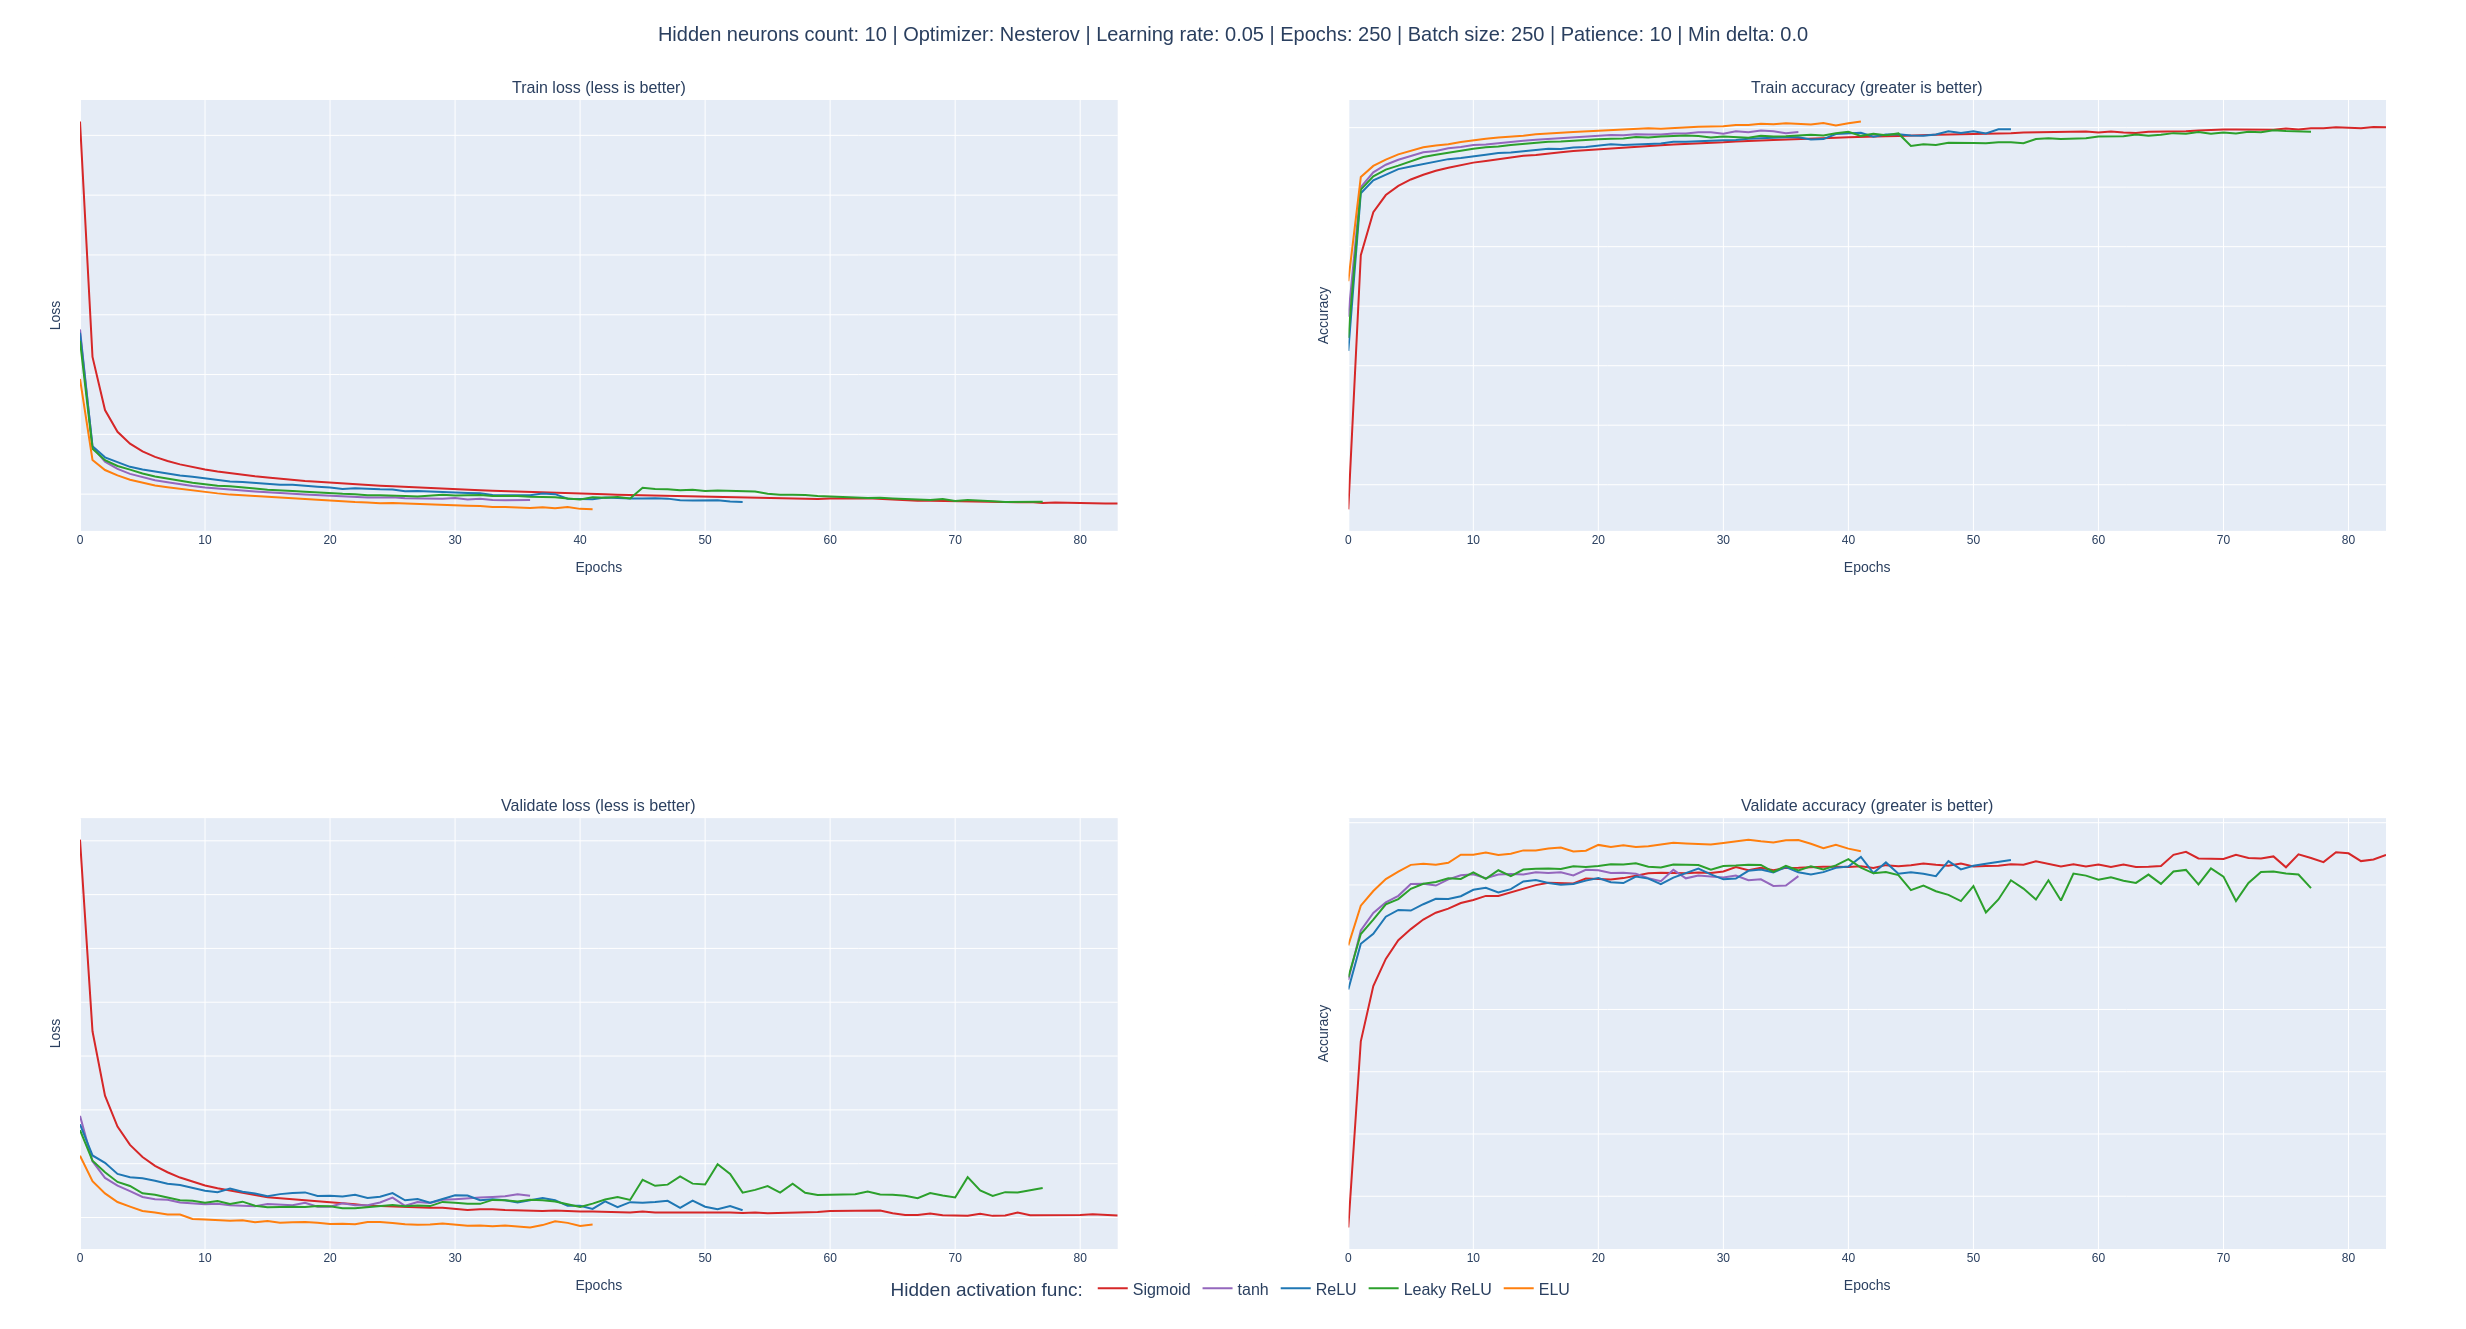 Hidden neurons count: 10 | Optimizer: Nesterov | Learning rate: 0.05 | Epochs: 250 | Batch size: 250 | Patience: 10 | Min delta: 0.0
Train loss (less is better)
Loss
0 10 20 30 40 50 60 70 80
Epochs
Train accuracy (greater is better)
Accuracy
0 10 20 30 40 50 60 70 80
Epochs
Validate loss (less is better)
Loss
0 10 20 30 40 50 60 70 80
Epochs
Validate accuracy (greater is better)
Accuracy
0 10 20 30 40 50 60 70 80
Epochs
Hidden activation func: Sigmoid tanh ReLU Leaky ReLU ELU